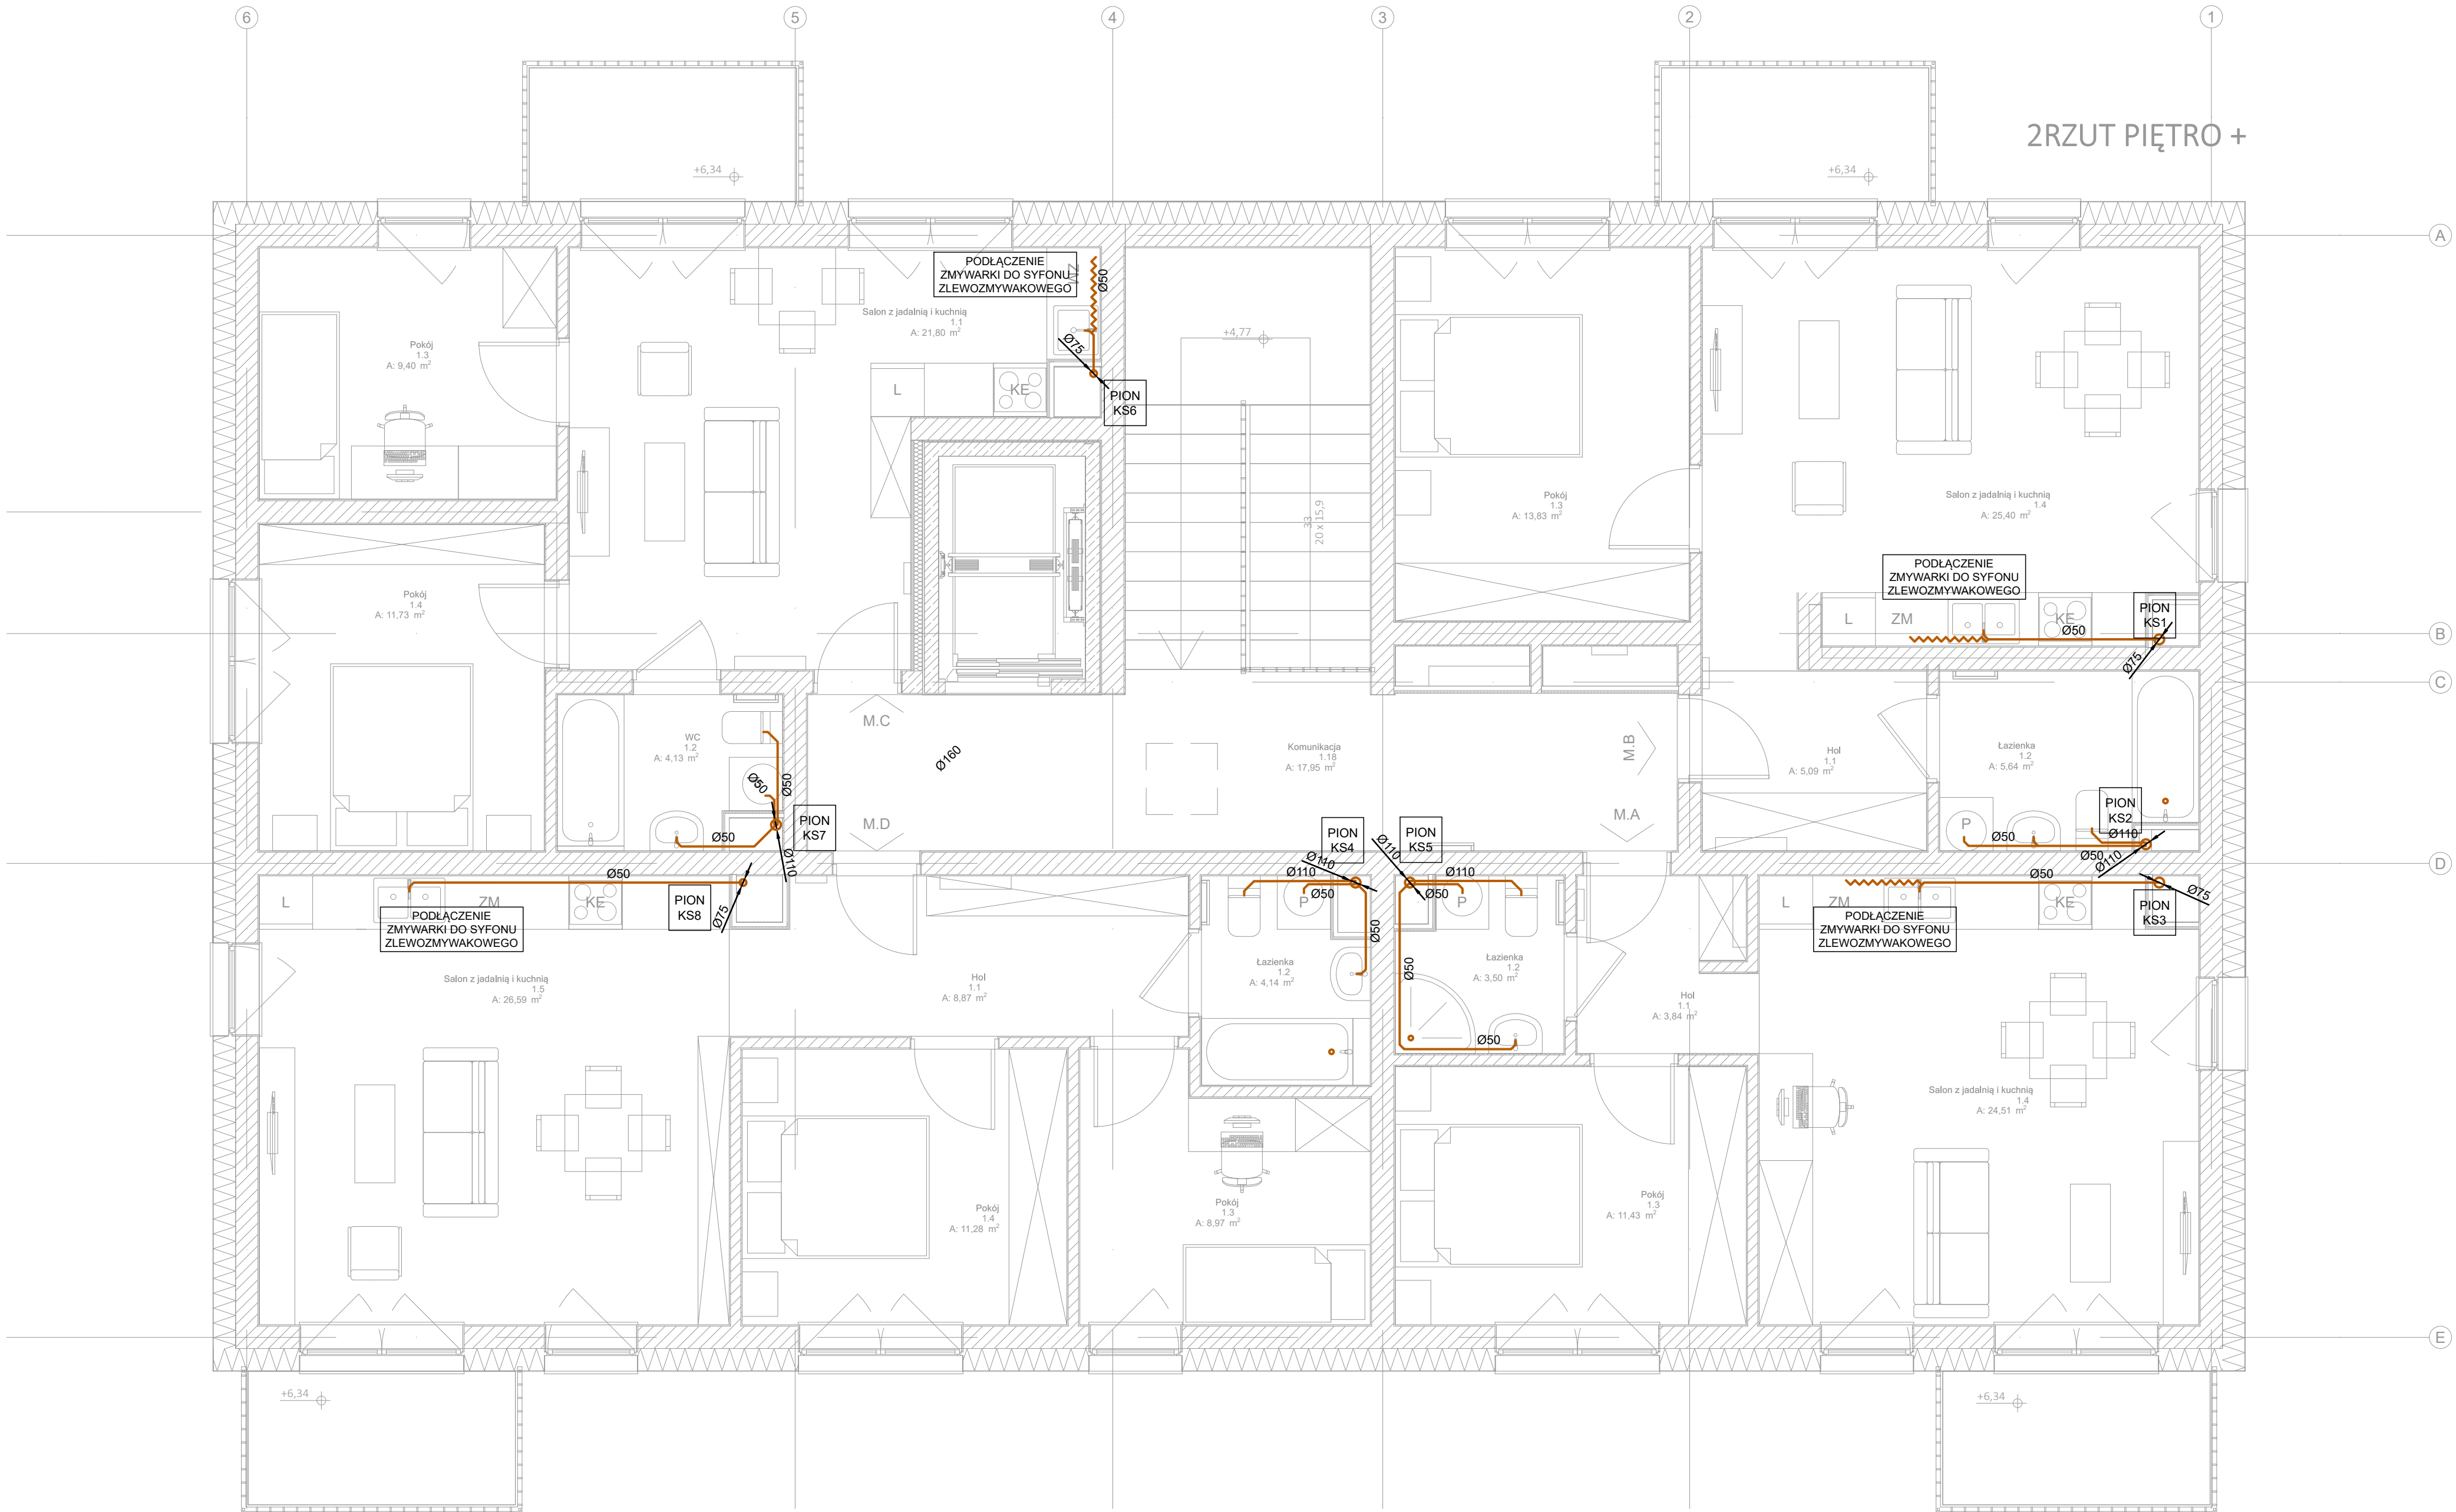 6
5
4
3
2
1
2RZUT PIĘTRO +
+6,34
+6,34
A
PODŁĄCZENIE
ZMYWARKI DO SYFONU
ZLEWOZMYWAKOWEGO
Ø50
Salon z jadalnią i kuchnią
1.1
A: 21,80 m²
Pokój
1.3
A: 9,40 m²
+4,77
Ø75
L
KE
PION
KS6
Pokój
1.3
A: 13,83 m²
33
20 x 15,9
Salon z jadalnią i kuchnią
1.4
A: 25,40 m²
PODŁĄCZENIE
ZMYWARKI DO SYFONU
ZLEWOZMYWAKOWEGO
Pokój
1.4
A: 11,73 m²
L
ZM
KE
Ø50
PION
KS1
B
Ø75
C
M.C
WC
1.2
A: 4,13 m²
Ø160
Komunikacja
1.18
A: 17,95 m²
M.B
Hol
1.1
A: 5,09 m²
Łazienka
1.2
A: 5,64 m²
Ø50
Ø50
PION
KS7
M.D
M.A
P
Ø50
PION
KS2
Ø110
Ø50
Ø110
Ø50
Ø110
PION
KS4
PION
KS5
Ø110
Ø110
D
Ø50
Ø110
Ø50
Ø110
Ø50
Ø50
Ø75
L
ZM
KE
PION
KS8
Ø75
P
P
L
ZM
KE
PION
KS3
PODŁĄCZENIE
ZMYWARKI DO SYFONU
ZLEWOZMYWAKOWEGO
PODŁĄCZENIE
ZMYWARKI DO SYFONU
ZLEWOZMYWAKOWEGO
Ø50
Ø50
Salon z jadalnią i kuchnią
1.5
A: 26,59 m²
Hol
1.1
A: 8,87 m²
Łazienka
1.2
A: 4,14 m²
Łazienka
1.2
A: 3,50 m²
Hol
1.1
A: 3,84 m²
Ø50
Salon z jadalnią i kuchnią
1.4
A: 24,51 m²
Pokój
1.4
A: 11,28 m²
Pokój
1.3
A: 8,97 m²
Pokój
1.3
A: 11,43 m²
E
+6,34
+6,34